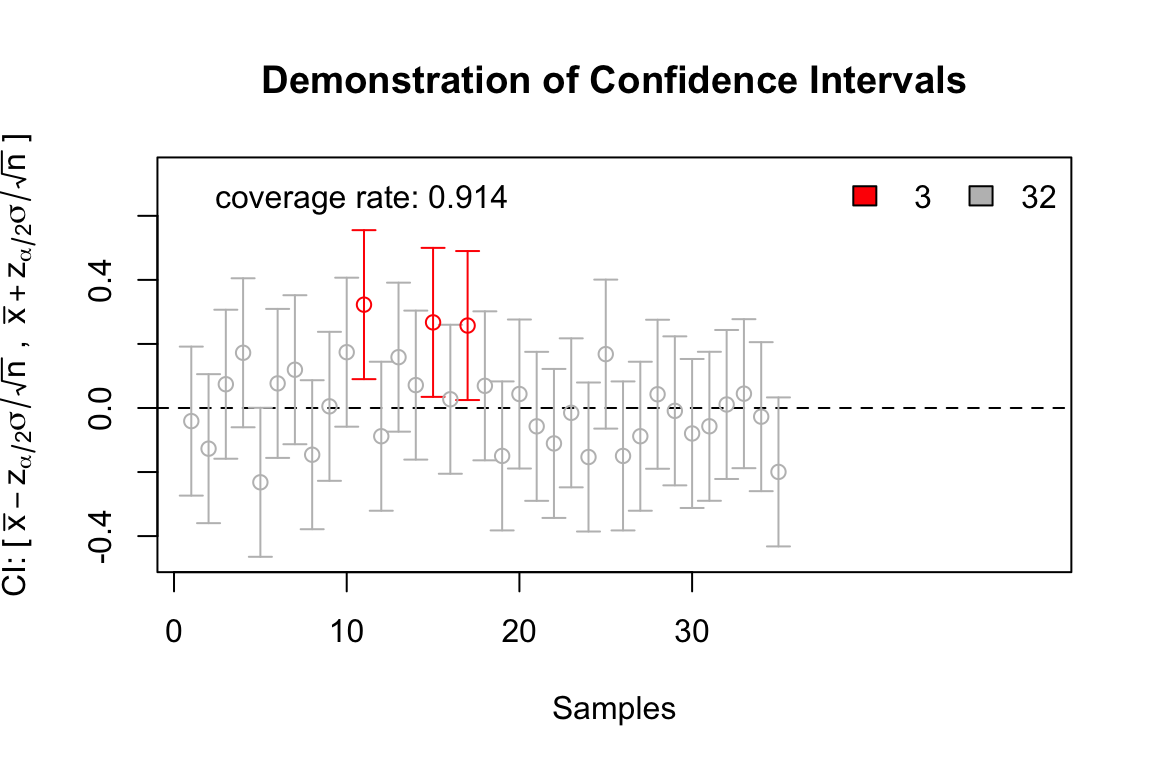 Demonstration of Confidence Intervals
CI: [ x̄ − z_{α/2}σ/√n , x̄ + z_{α/2}σ/√n ]
coverage rate: 0.914
3
32
0.4
0.0
-0.4
0
10
20
30
Samples